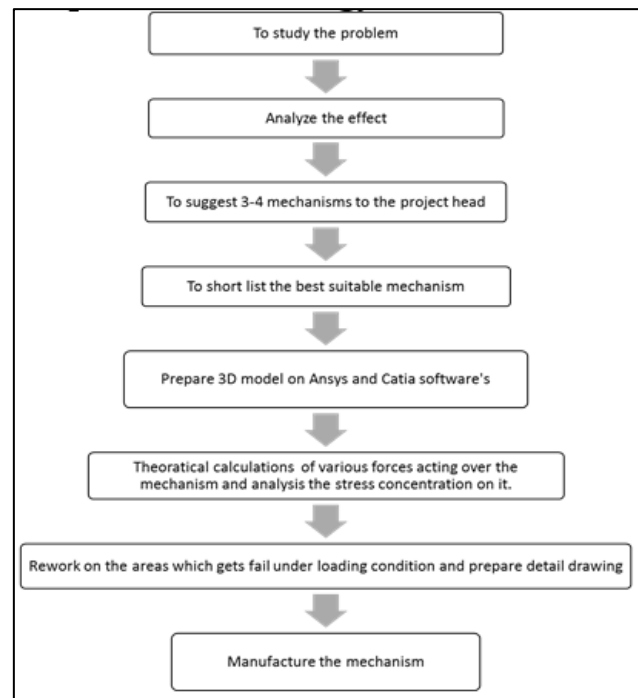 To study the problem
Analyze the effect
To suggest 3-4 mechanisms to the project head
To short list the best suitable mechanism
Prepare 3D model on Ansys and Catia software's
Theoratical calculations of various forces acting over the
mechanism and analysis the stress concentration on it.
Rework on the areas which gets fail under loading condition and prepare detail drawing
Manufacture the mechanism